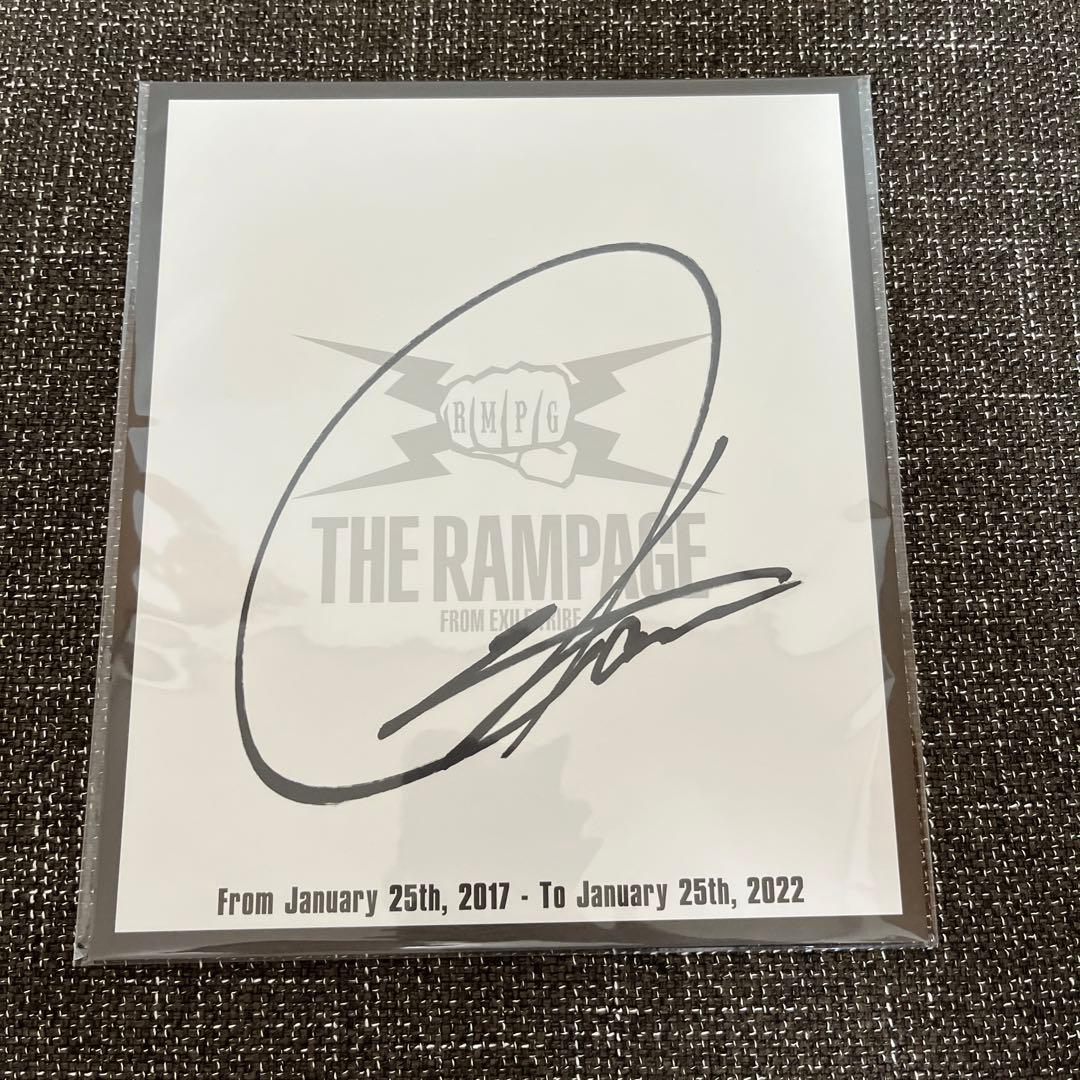 RMPG
THE RAMPAGE
FROM EXILE TRIBE
From January 25th, 2017 - To January 25th, 2022